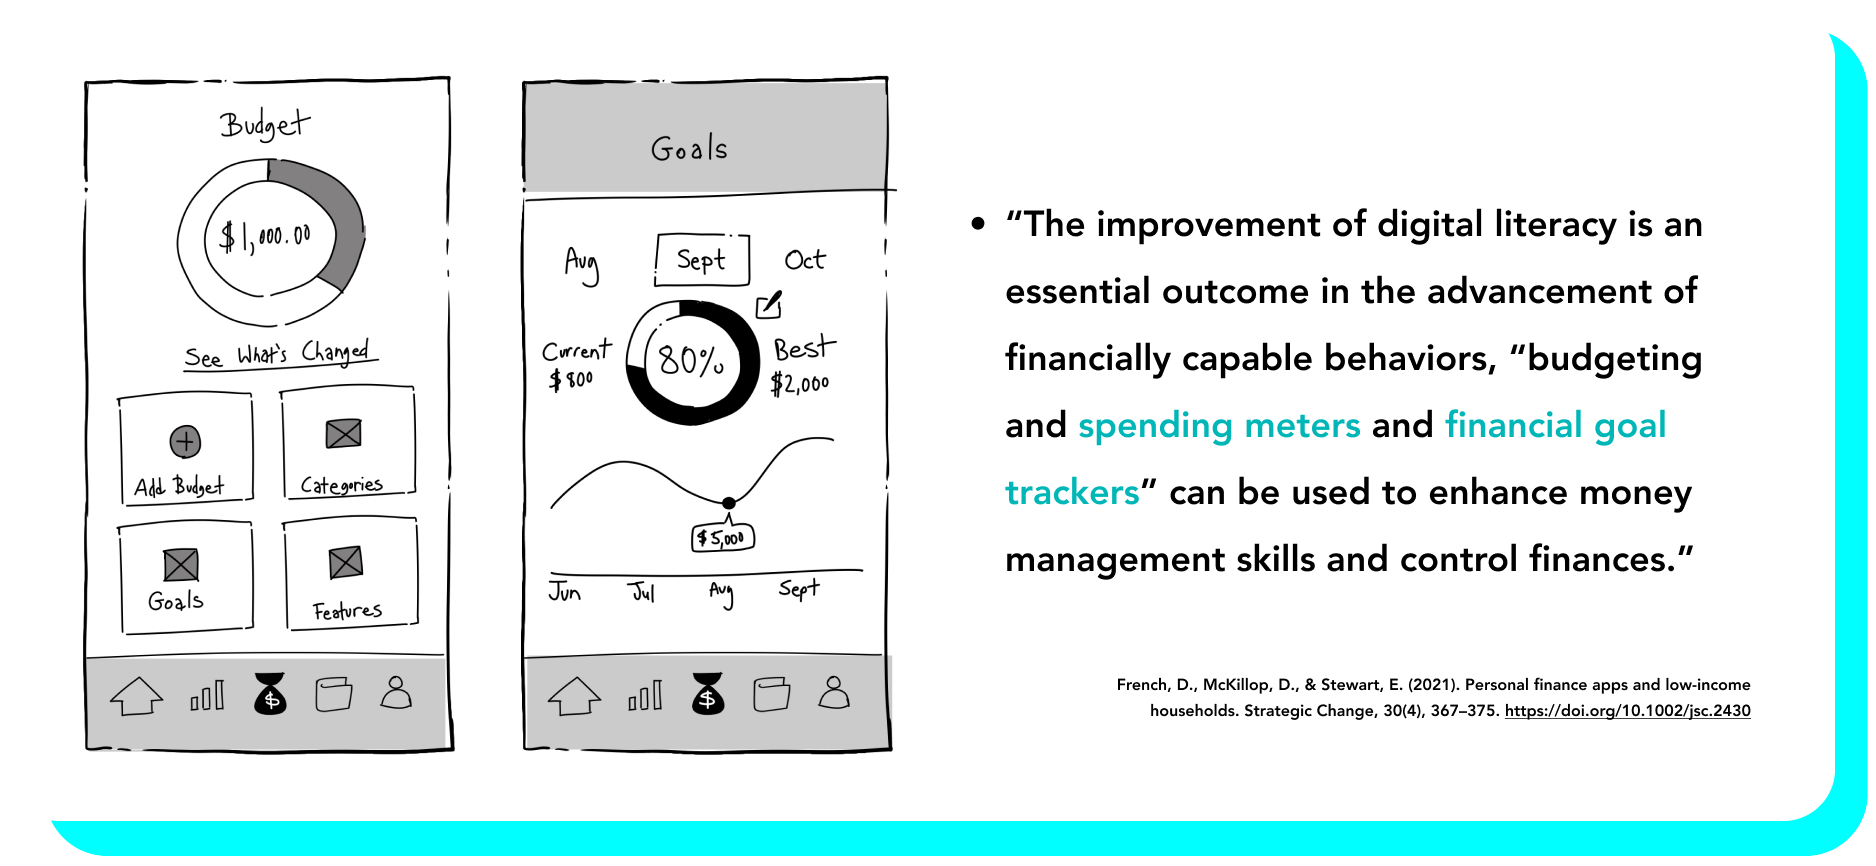 Budget
$1,000.00
See What's Changed
Add Budget
Categories
Goals
Features
$
Goals
Aug
Sept
Oct
Current
$800
80%
Best
$2,000
$5,000
Jun
Jul
Aug
Sept
$
• “The improvement of digital literacy is an
essential outcome in the advancement of
financially capable behaviors, “budgeting
and spending meters and financial goal
trackers” can be used to enhance money
management skills and control finances.”
French, D., McKillop, D., & Stewart, E. (2021). Personal finance apps and low-income
households. Strategic Change, 30(4), 367–375. https://doi.org/10.1002/jsc.2430